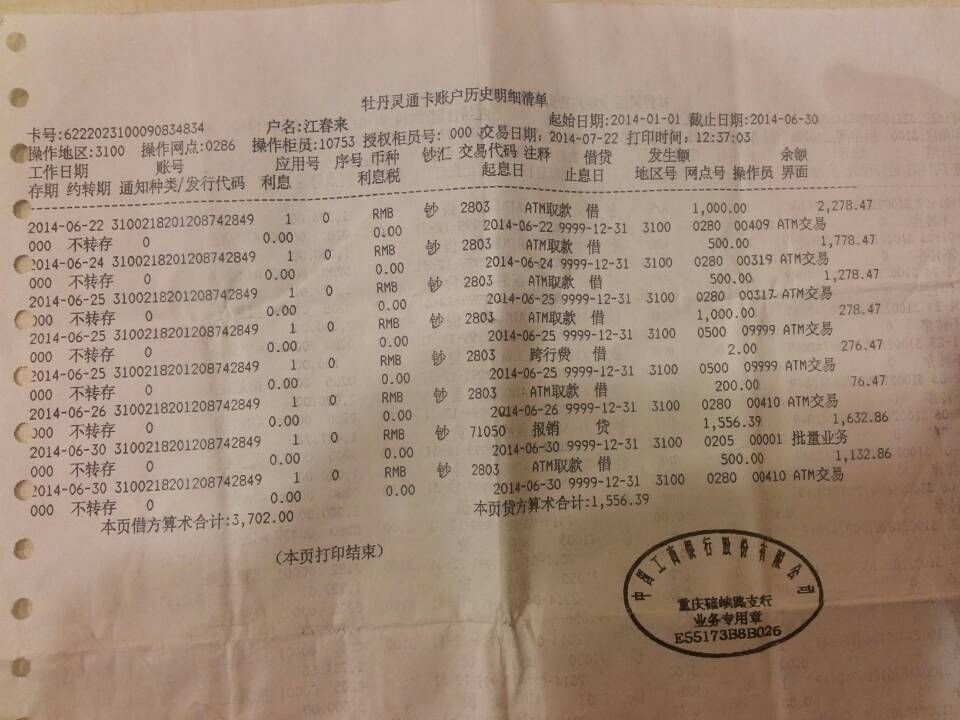 牡丹灵通卡账户历史明细清单
卡号:6222023100090834834 户名:江春来 起始日期:2014-01-01 截止日期:2014-06-30
操作地区:3100 操作网点:0286 操作柜员:10753 授权柜员号: 000 交易日期: 2014-07-22 打印时间: 12:37:03
工作日期 账号 应用号 序号 币种 钞汇 交易代码 注释 借贷 发生额 余额
存期 约转期 通知种类/发行代码 利息 利息税 起息日 止息日 地区号 网点号 操作员 界面
2014-06-22 3100218201208742849 1 0 RMB 钞 2803 ATM取款 借 1,000.00 2,278.47
000 不转存 0 0.00 0.00 2014-06-22 9999-12-31 3100 0280 00409 ATM交易
2014-06-24 3100218201208742849 1 0 RMB 钞 2803 ATM取款 借 500.00 1,778.47
000 不转存 0 0.00 0.00 2014-06-24 9999-12-31 3100 0280 00319 ATM交易
2014-06-25 3100218201208742849 1 0 RMB 钞 2803 ATM取款 借 500.00 1,278.47
000 不转存 0 0.00 0.00 2014-06-25 9999-12-31 3100 0280 00317 ATM交易
2014-06-25 3100218201208742849 1 0 RMB 钞 2803 ATM取款 借 1,000.00 278.47
000 不转存 0 0.00 0.00 2014-06-25 9999-12-31 3100 0500 09999 ATM交易
2014-06-25 3100218201208742849 1 0 RMB 钞 2803 跨行费 借 2.00 276.47
000 不转存 0 0.00 0.00 2014-06-25 9999-12-31 3100 0500 09999 ATM交易
2014-06-26 3100218201208742849 1 0 RMB 钞 2803 ATM取款 借 200.00 76.47
000 不转存 0 0.00 0.00 2014-06-26 9999-12-31 3100 0280 00410 ATM交易
2014-06-30 3100218201208742849 1 0 RMB 钞 71050 报销 贷 1,556.39 1,632.86
000 不转存 0 0.00 0.00 2014-06-30 9999-12-31 3100 0205 00001 批量业务
2014-06-30 3100218201208742849 1 0 RMB 钞 2803 ATM取款 借 500.00 1,132.86
000 不转存 0 0.00 0.00 2014-06-30 9999-12-31 3100 0280 00410 ATM交易
本页借方算术合计:3,702.00 本页贷方算术合计:1,556.39
(本页打印结束)
中国工商银行股份有限公司
重庆碚峡路支行
业务专用章
E55173B8B026